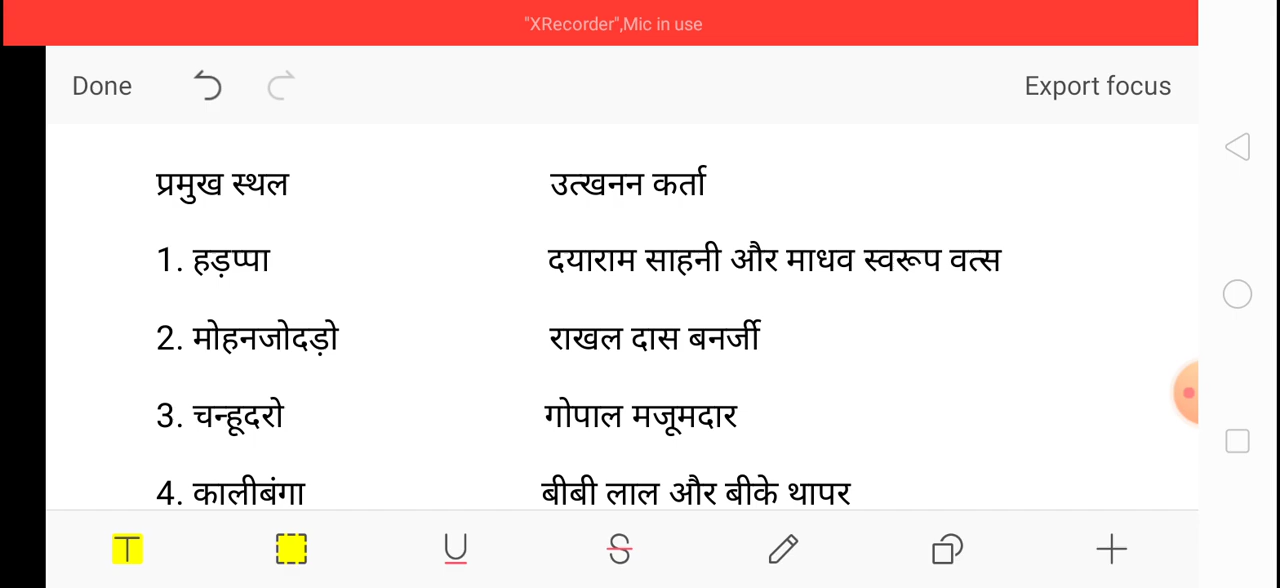 "XRecorder",Mic in use
Done Export focus
प्रमुख स्थल उत्खनन कर्ता
1. हड़प्पा दयाराम साहनी और माधव स्वरूप वत्स
2. मोहनजोदड़ो राखल दास बनर्जी
3. चन्हूदरो गोपाल मजूमदार
4. कालीबंगा बीबी लाल और बीके थापर